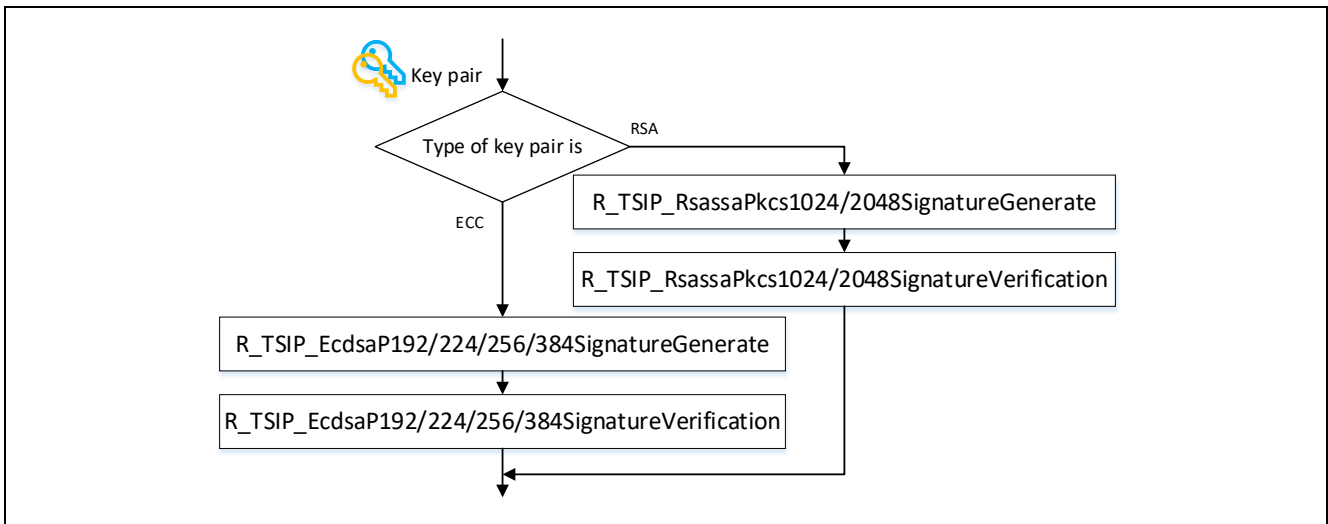 Key pair
Type of key pair is
RSA
R_TSIP_RsassaPkcs1024/2048SignatureGenerate
ECC
R_TSIP_RsassaPkcs1024/2048SignatureVerification
R_TSIP_EcdsaP192/224/256/384SignatureGenerate
R_TSIP_EcdsaP192/224/256/384SignatureVerification